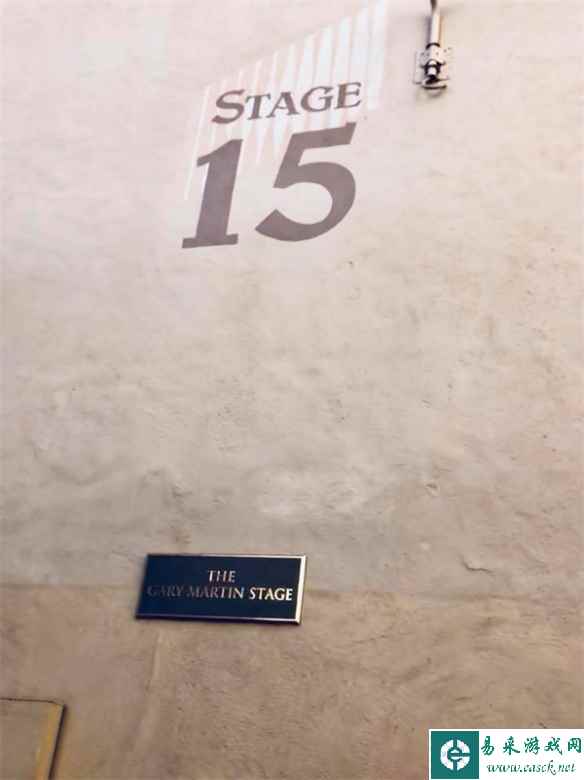 STAGE
15
THE
GARY MARTIN STAGE
易采游戏网
www.easck.net